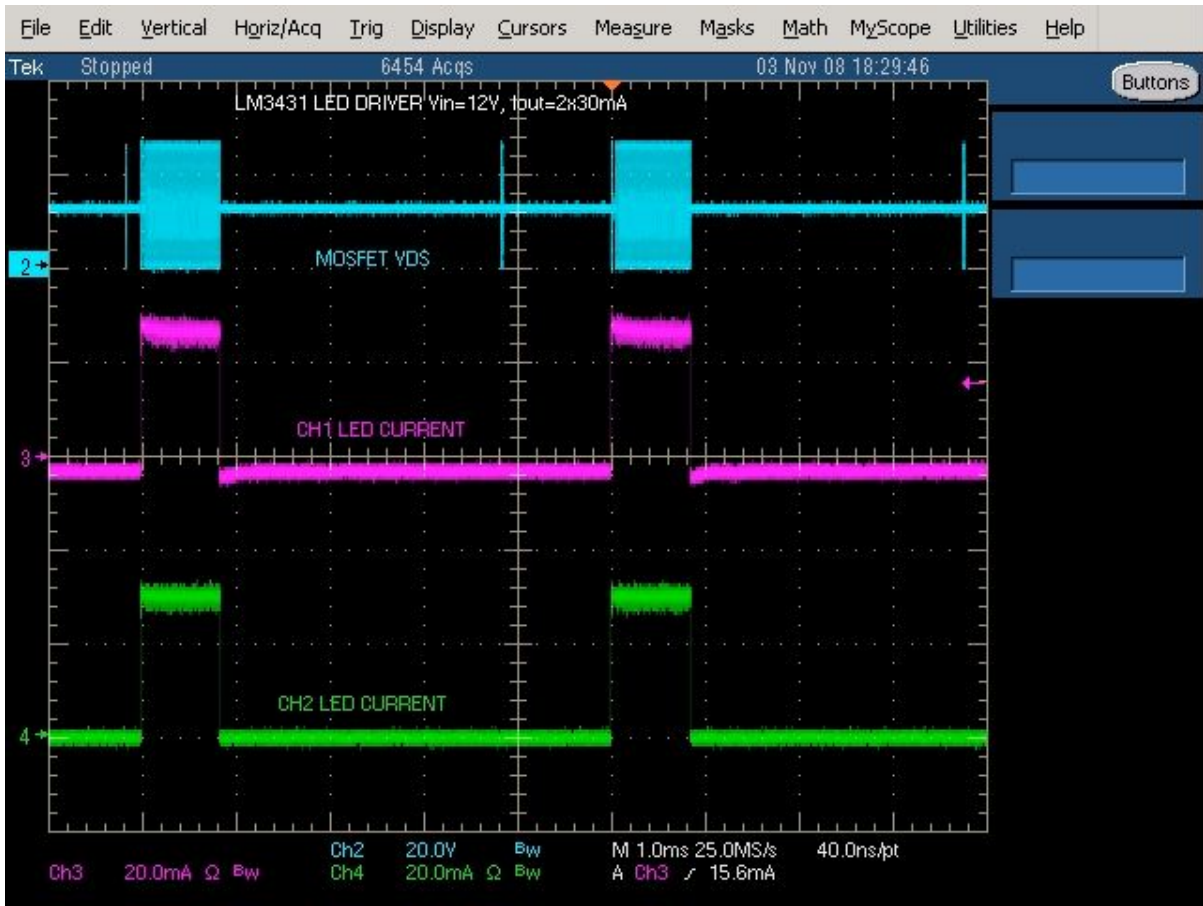 File Edit Vertical Horiz/Acq Trig Display Cursors Measure Masks Math MyScope Utilities Help
Tek Stopped 6454 Acqs 03 Nov 08 18:29:46
Buttons
LM3431 LED DRIVER Vin=12V, Iout=2x30mA
2
MOSFET VDS
CH1 LED CURRENT
3
CH2 LED CURRENT
4
Ch2 20.0V Bw M 1.0ms 25.0MS/s 40.0ns/pt
Ch3 20.0mA Ω Bw Ch4 20.0mA Ω Bw A Ch3 / 15.6mA